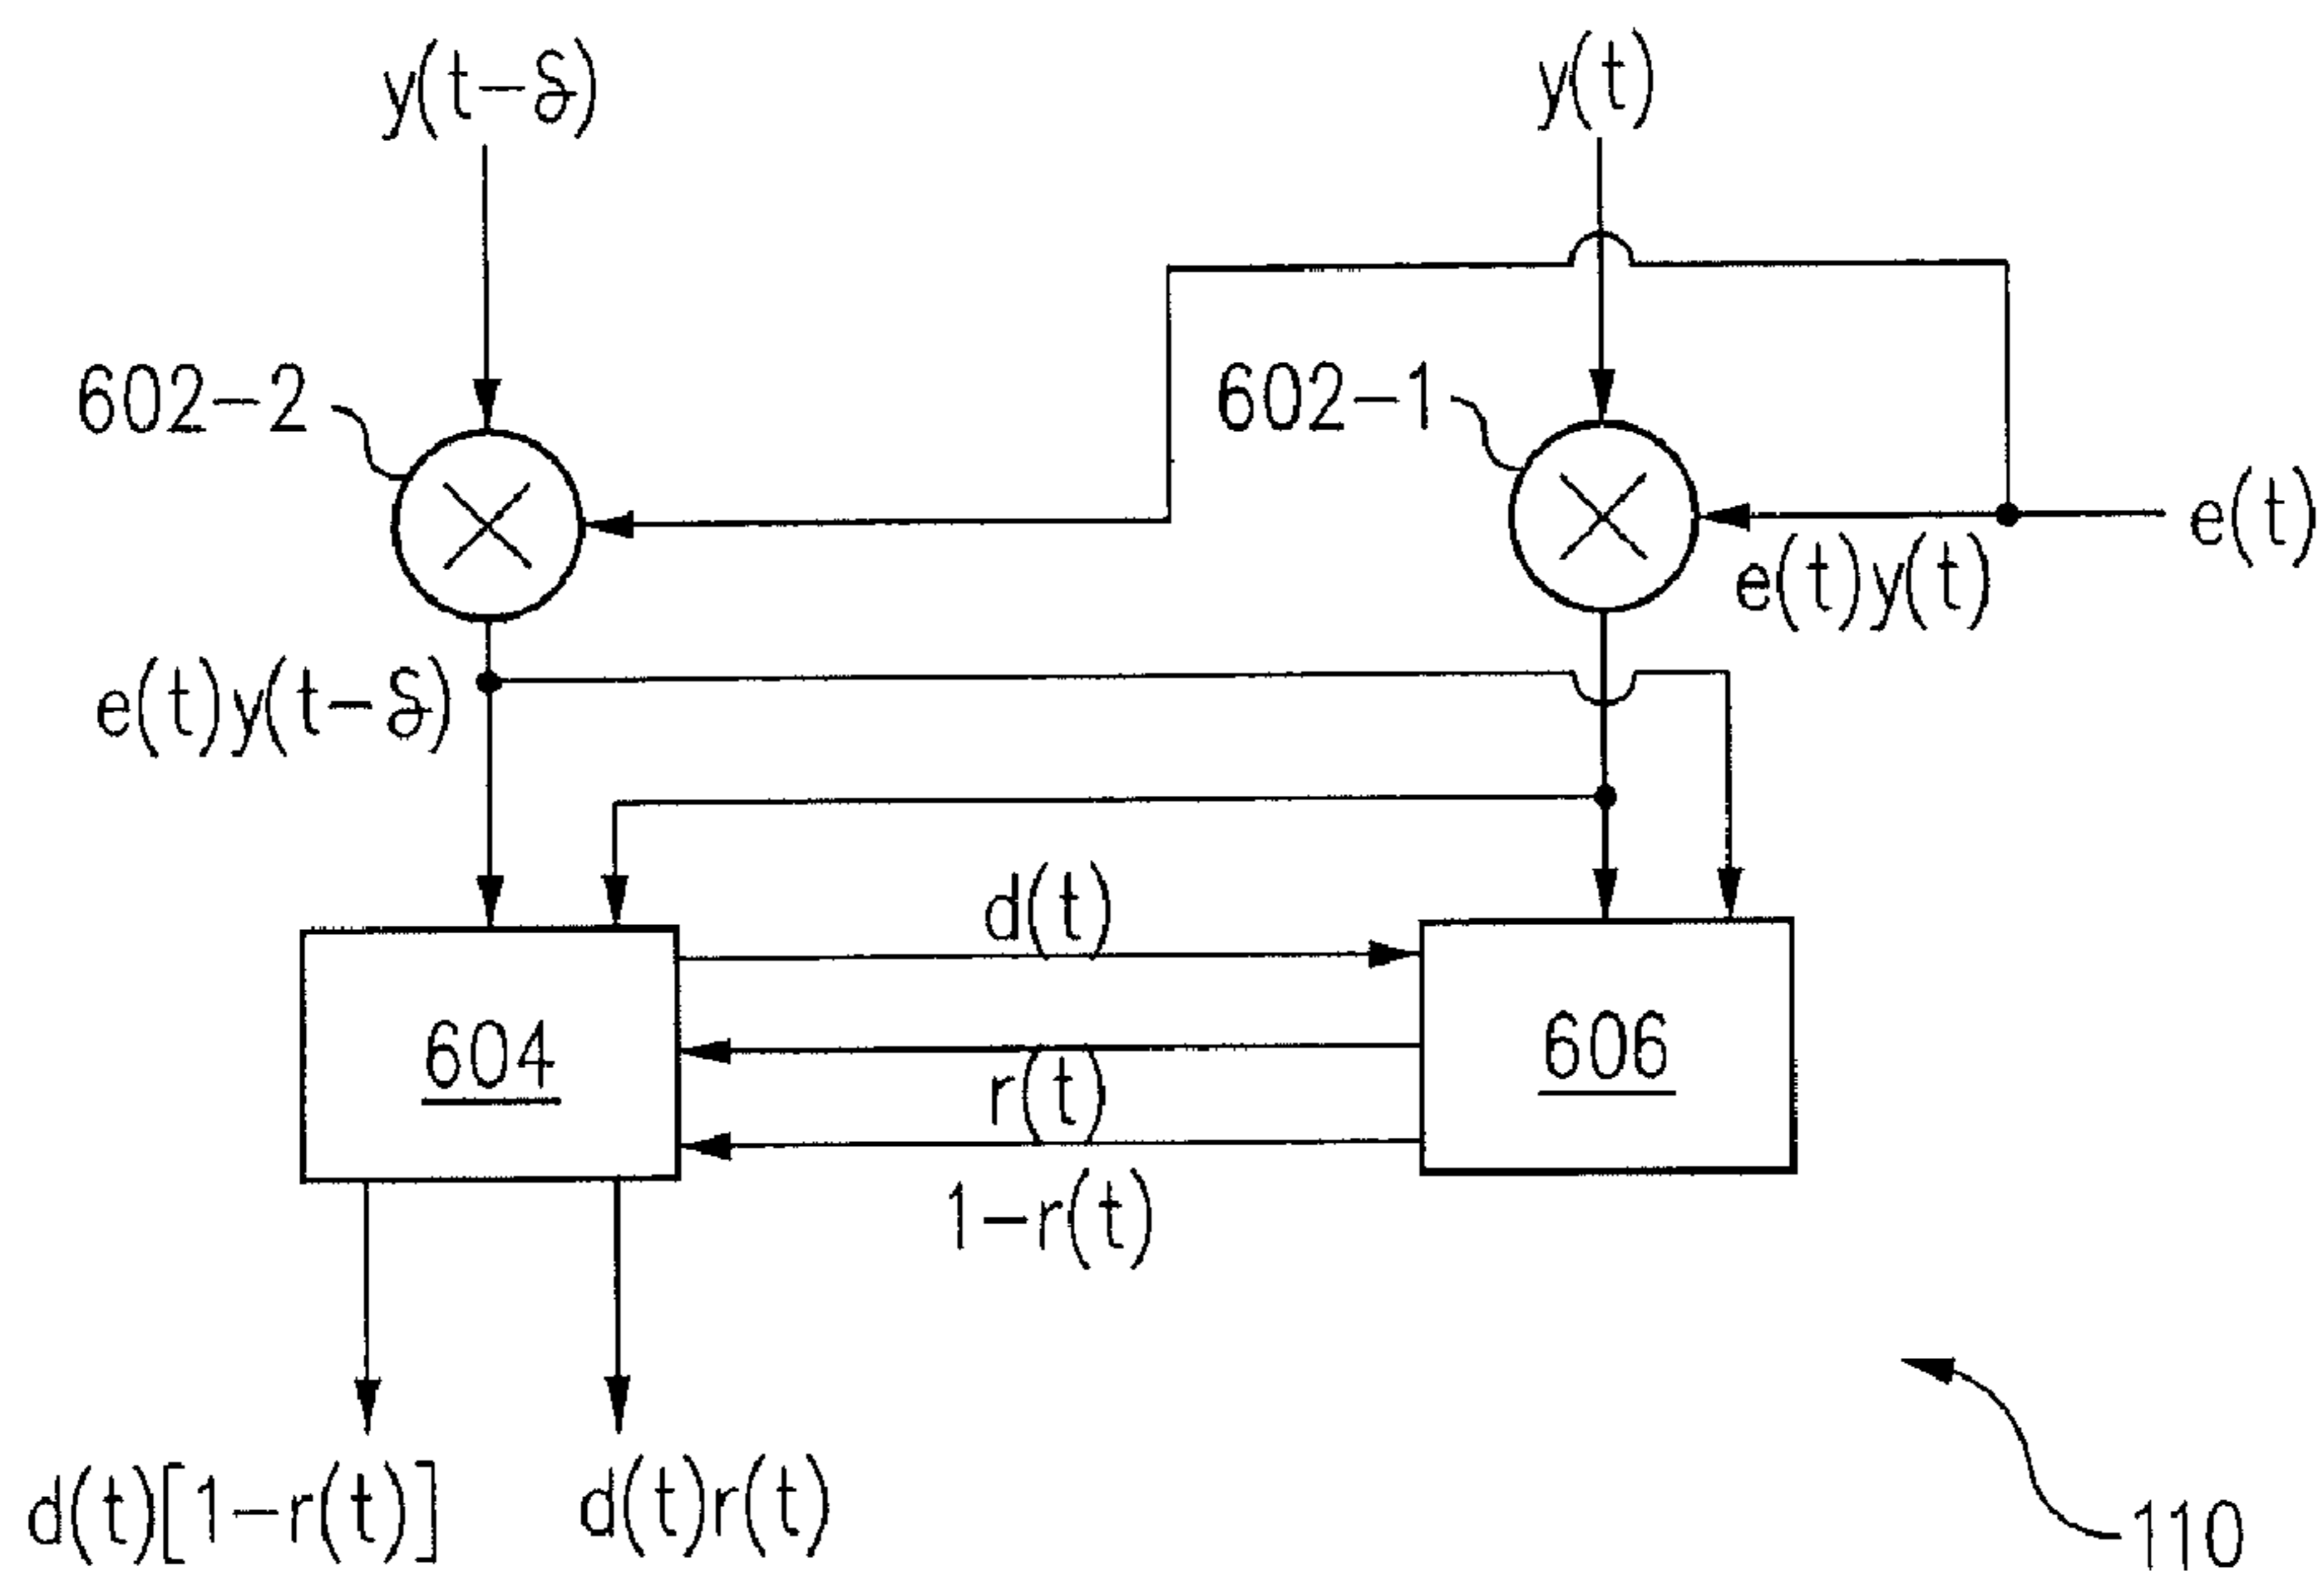 y(t-δ)
y(t)
602-2
602-1
e(t)
e(t)y(t)
e(t)y(t-δ)
d(t)
604
606
r(t)
1-r(t)
d(t)[1-r(t)]
d(t)r(t)
110